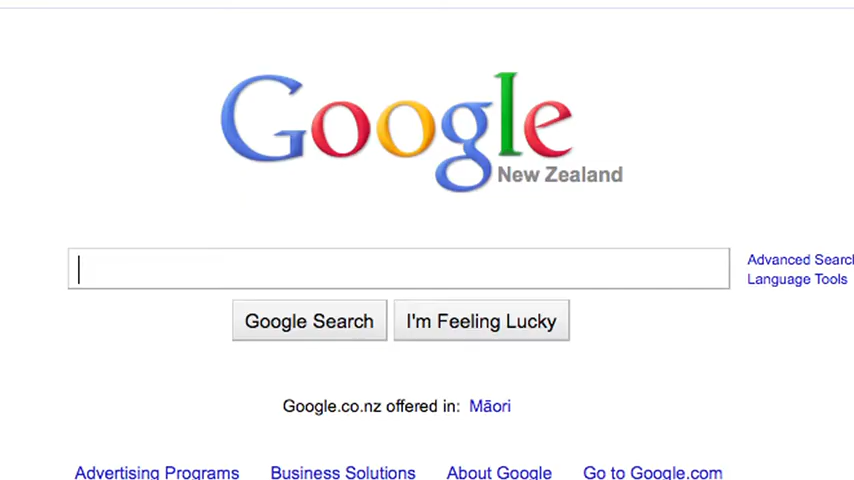 Google
New Zealand
Advanced Search
Language Tools
Google Search I'm Feeling Lucky
Google.co.nz offered in: Māori
Advertising Programs Business Solutions About Google Go to Google.com